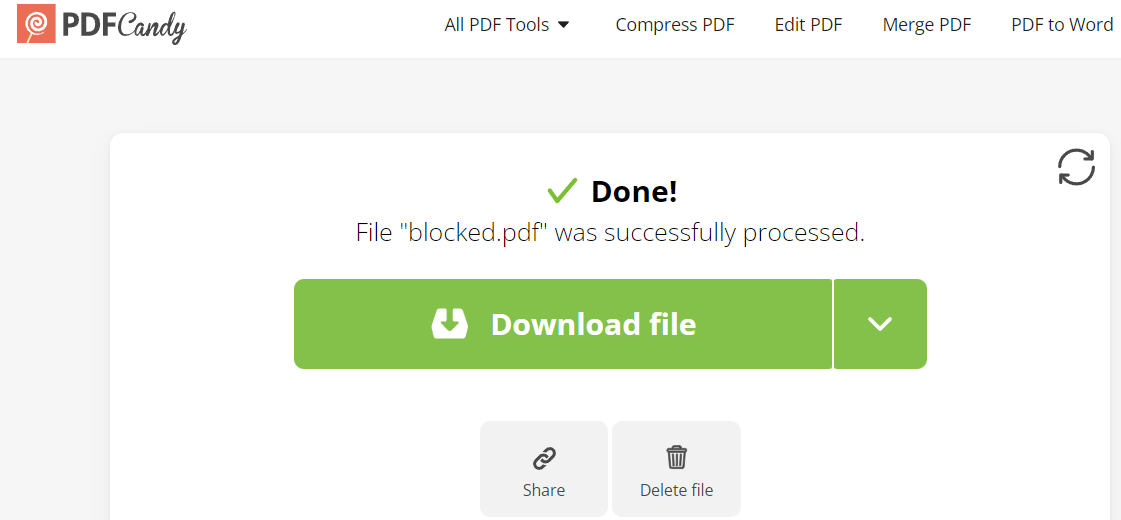 PDFCandy All PDF Tools Compress PDF Edit PDF Merge PDF PDF to Word
Done!
File "blocked.pdf" was successfully processed.
Download file
Share Delete file